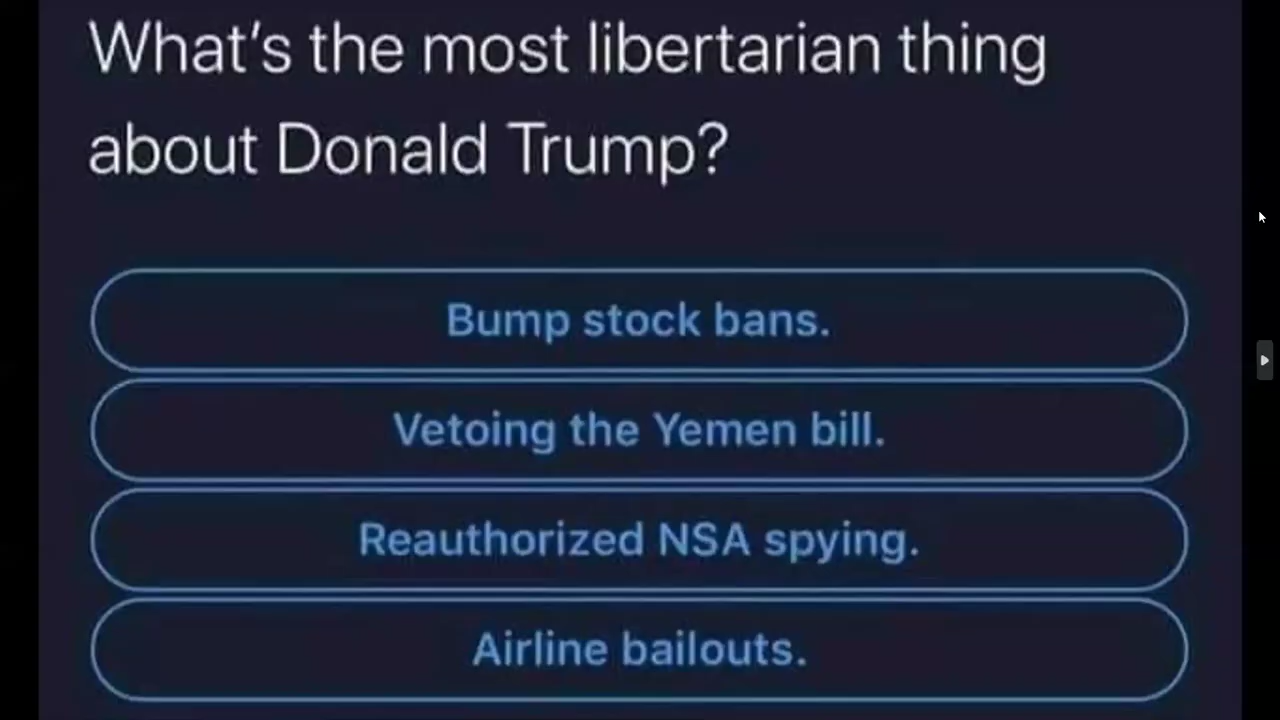 What’s the most libertarian thing
about Donald Trump?
Bump stock bans.
Vetoing the Yemen bill.
Reauthorized NSA spying.
Airline bailouts.